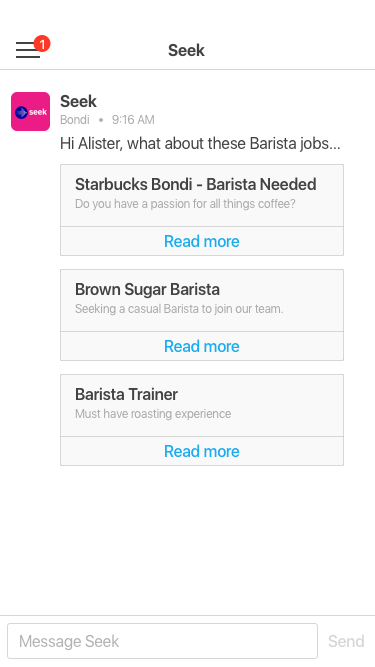 1
Seek
seek
Seek
Bondi • 9:16 AM
Hi Alister, what about these Barista jobs...
Starbucks Bondi - Barista Needed
Do you have a passion for all things coffee?
Read more
Brown Sugar Barista
Seeking a casual Barista to join our team.
Read more
Barista Trainer
Must have roasting experience
Read more
Message Seek
Send